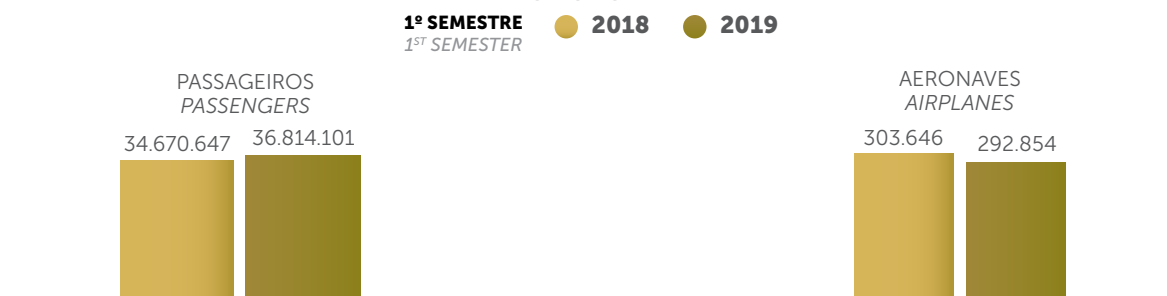 1º SEMESTRE
1ST SEMESTER
2018
2019
PASSAGEIROS
PASSENGERS
34.670.647
36.814.101
AERONAVES
AIRPLANES
303.646
292.854